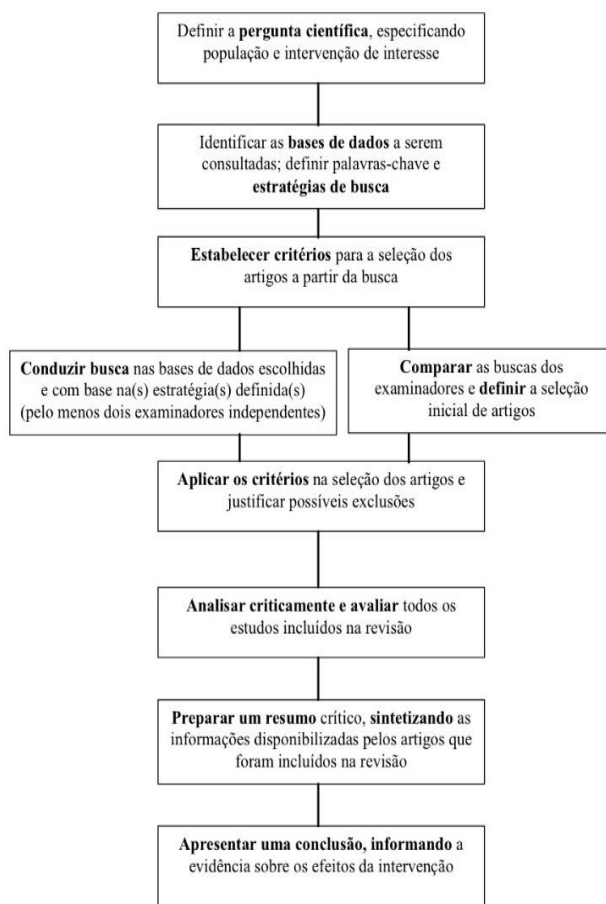 Definir a pergunta científica, especificando
população e intervenção de interesse
Identificar as bases de dados a serem
consultadas; definir palavras-chave e
estratégias de busca
Estabelecer critérios para a seleção dos
artigos a partir da busca
Conduzir busca nas bases de dados escolhidas
e com base na(s) estratégia(s) definida(s)
(pelo menos dois examinadores independentes)
Comparar as buscas dos
examinadores e definir a seleção
inicial de artigos
Aplicar os critérios na seleção dos artigos e
justificar possíveis exclusões
Analisar criticamente e avaliar todos os
estudos incluídos na revisão
Preparar um resumo crítico, sintetizando as
informações disponibilizadas pelos artigos que
foram incluídos na revisão
Apresentar uma conclusão, informando a
evidência sobre os efeitos da intervenção